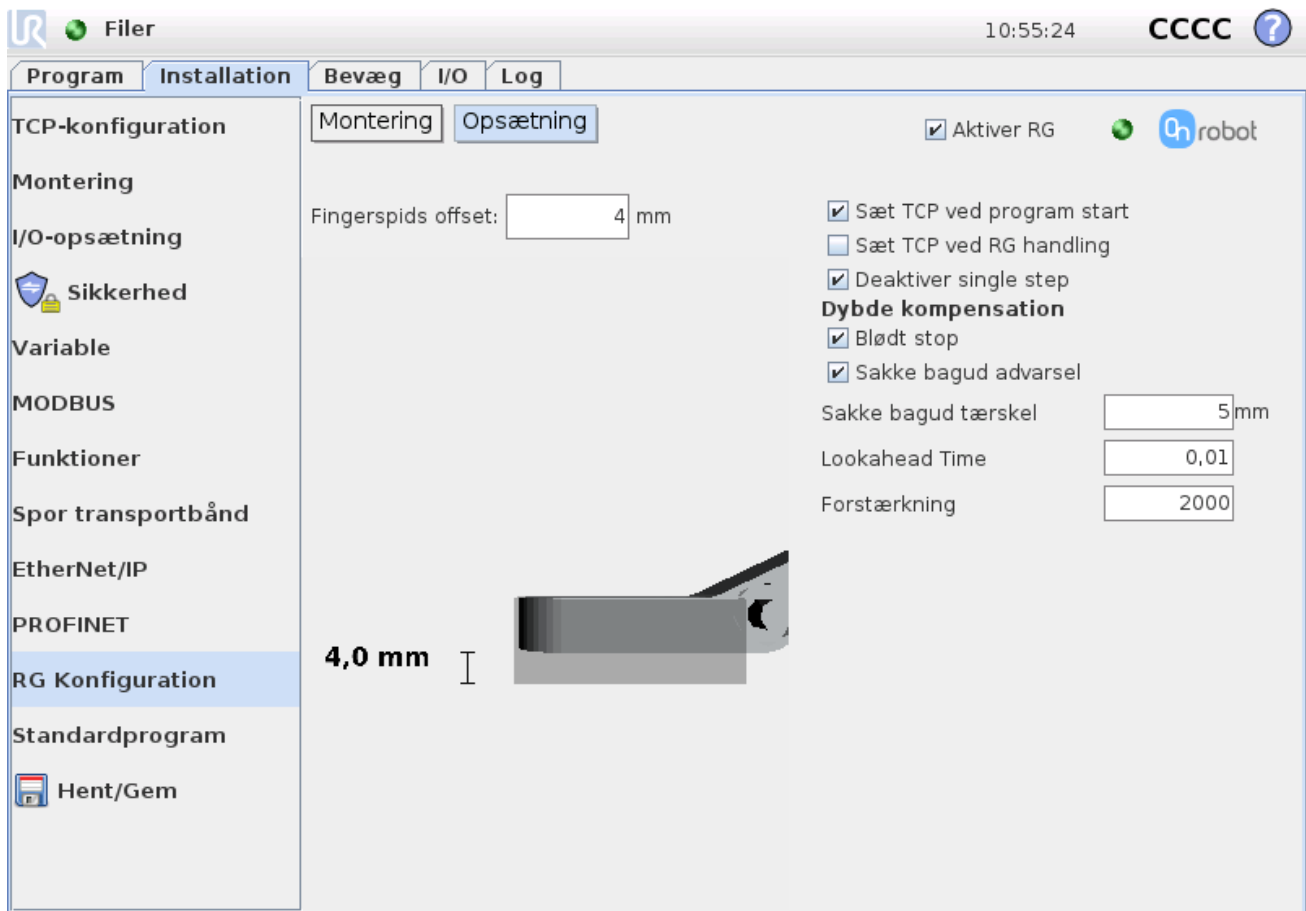 UR Filer 10:55:24 CCCC ?
Program Installation Bevæg I/O Log
TCP-konfiguration
Montering
I/O-opsætning
Sikkerhed
Variable
MODBUS
Funktioner
Spor transportbånd
EtherNet/IP
PROFINET
RG Konfiguration
Standardprogram
Hent/Gem
Montering Opsætning
Aktiver RG On robot
Fingerspids offset: 4 mm
4,0 mm
Sæt TCP ved program start
Sæt TCP ved RG handling
Deaktiver single step
Dybde kompensation
Blødt stop
Sakke bagud advarsel
Sakke bagud tærskel 5 mm
Lookahead Time 0,01
Forstærkning 2000